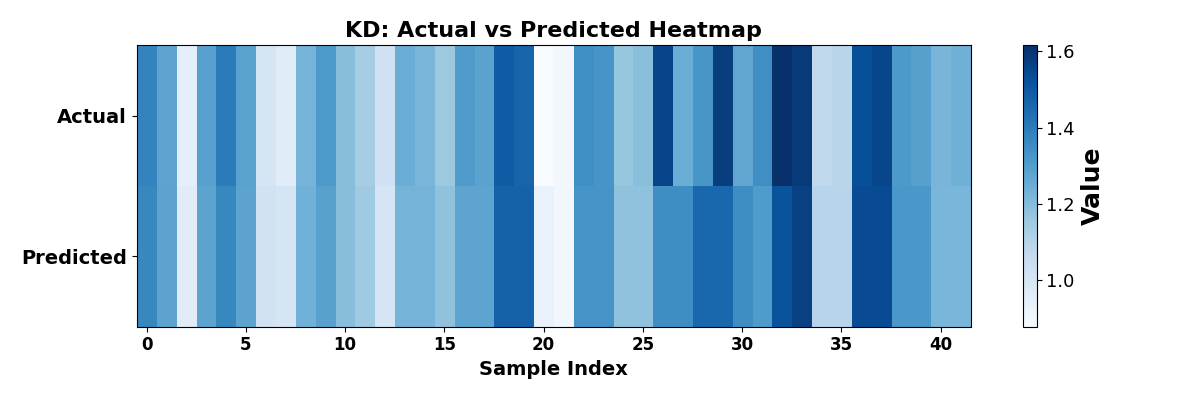 KD: Actual vs Predicted Heatmap
Actual
Predicted
0 5 10 15 20 25 30 35 40
Sample Index
1.6
1.4
1.2
1.0
Value